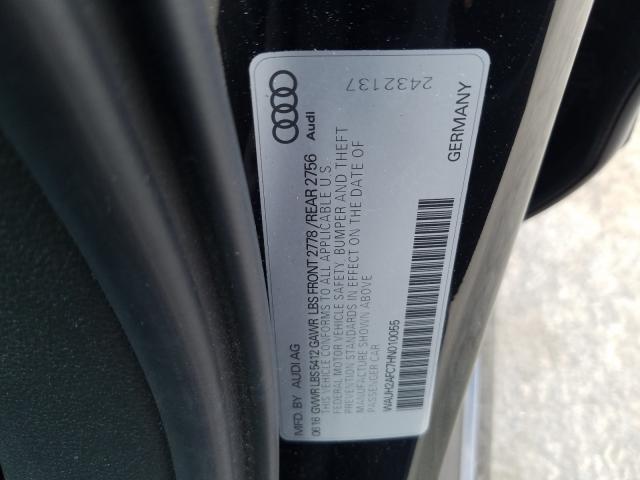 Audi
2432137
MFD. BY AUDI AG
06 16 GVWR LBS 5412 GAWR LBS FRONT 2778 / REAR 2756
THIS VEHICLE CONFORMS TO ALL APPLICABLE U S
FEDERAL MOTOR VEHICLE SAFETY, BUMPER AND THEFT
PREVENTION STANDARDS IN EFFECT ON THE DATE OF
MANUFACTURE SHOWN ABOVE
PASSENGER CAR
WAUH2AFC7HN010055
GERMANY